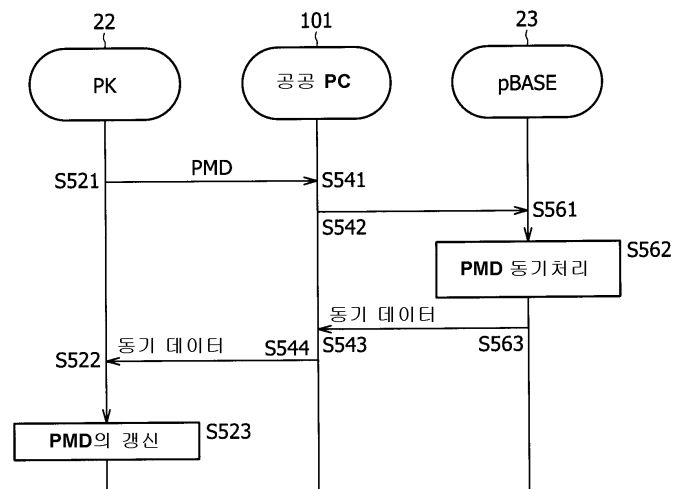 22
101
23
PK
공공 PC
pBASE
PMD
S521
S541
S542
S561
S562
PMD 동기처리
동기 데이터
S543
S563
동기 데이터
S544
S522
PMD의 갱신
S523